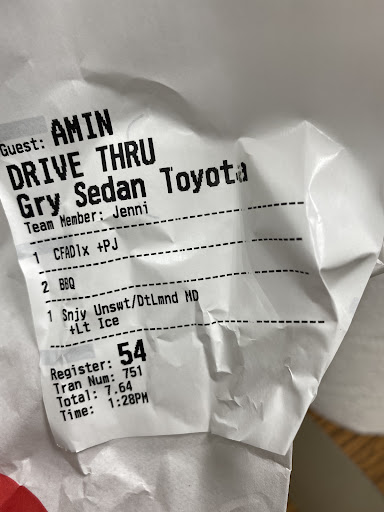 Guest: AMIN
DRIVE THRU
Gry Sedan Toyota
Team Member: Jenni
1 CFADlx +PJ
2 BBQ
1 Snjy Unswt/DtLmnd MD
+Lt Ice
Register: 54
Tran Num: 751
Total: 7.64
Time: 1:28PM